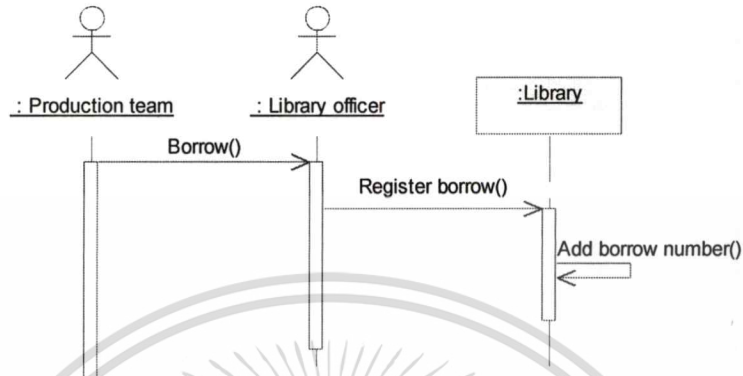 : Production team
: Library officer
:Library
Borrow()
Register borrow()
Add borrow number()